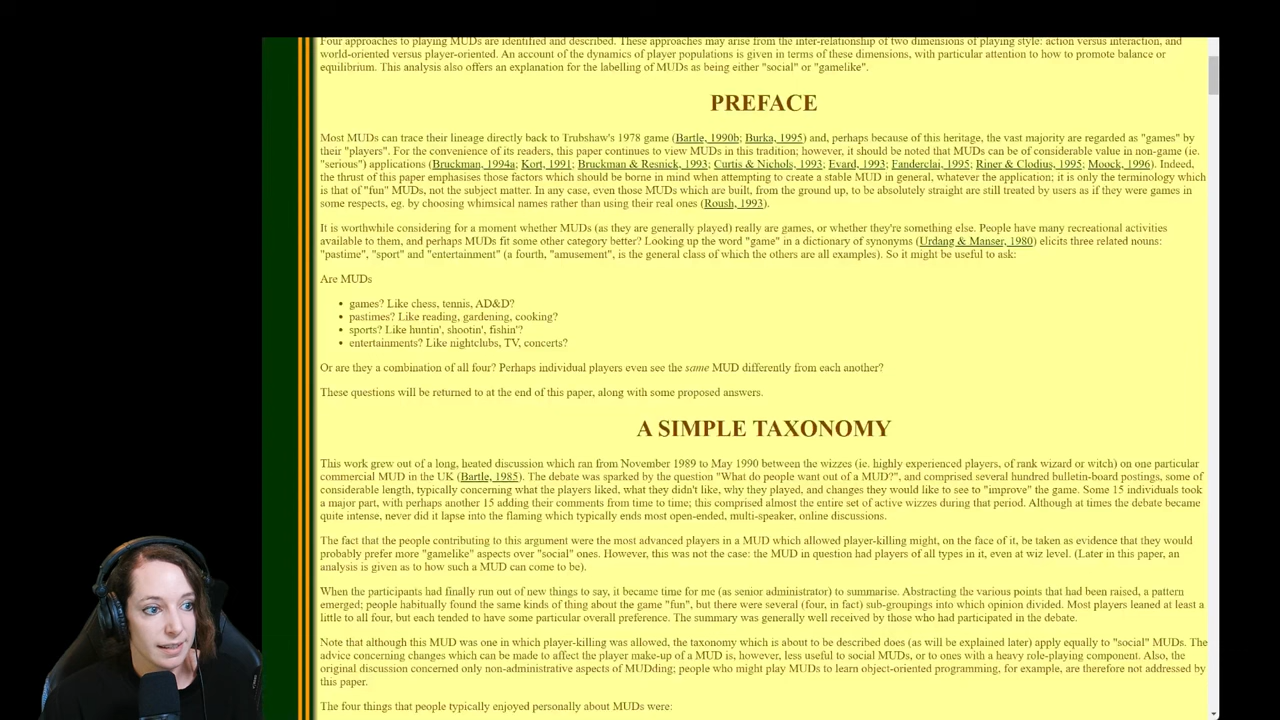 Four approaches to playing MUDs are identified and described. These approaches may arise from the inter-relationship of two dimensions of playing style: action versus interaction, and
world-oriented versus player-oriented. An account of the dynamics of player populations is given in terms of these dimensions, with particular attention to how to promote balance or
equilibrium. This analysis also offers an explanation for the labelling of MUDs as being either "social" or "gamelike".
PREFACE
Most MUDs can trace their lineage directly back to Trubshaw's 1978 game (Bartle, 1990b; Burka, 1995) and, perhaps because of this heritage, the vast majority are regarded as "games" by
their "players". For the convenience of its readers, this paper continues to view MUDs in this tradition; however, it should be noted that MUDs can be of considerable value in non-game (ie.
"serious") applications (Bruckman, 1994a; Kort, 1991; Bruckman & Resnick, 1993; Curtis & Nichols, 1993; Evard, 1993; Fanderclai, 1995; Riner & Clodius, 1995; Moock, 1996). Indeed,
the thrust of this paper emphasises those factors which should be borne in mind when attempting to create a stable MUD in general, whatever the application; it is only the terminology which
is that of "fun" MUDs, not the subject matter. In any case, even those MUDs which are built, from the ground up, to be absolutely straight are still treated by users as if they were games in
some respects, eg. by choosing whimsical names rather than using their real ones (Roush, 1993).
It is worthwhile considering for a moment whether MUDs (as they are generally played) really are games, or whether they're something else. People have many recreational activities
available to them, and perhaps MUDs fit some other category better? Looking up the word "game" in a dictionary of synonyms (Urdang & Manser, 1980) elicits three related nouns:
"pastime", "sport" and "entertainment" (a fourth, "amusement", is the general class of which the others are all examples). So it might be useful to ask:
Are MUDs
• games? Like chess, tennis, AD&D?
• pastimes? Like reading, gardening, cooking?
• sports? Like huntin', shootin', fishin'?
• entertainments? Like nightclubs, TV, concerts?
Or are they a combination of all four? Perhaps individual players even see the same MUD differently from each another?
These questions will be returned to at the end of this paper, along with some proposed answers.
A SIMPLE TAXONOMY
This work grew out of a long, heated discussion which ran from November 1989 to May 1990 between the wizzes (ie. highly experienced players, of rank wizard or witch) on one particular
commercial MUD in the UK (Bartle, 1985). The debate was sparked by the question "What do people want out of a MUD?", and comprised several hundred bulletin-board postings, some of
considerable length, typically concerning what the players liked, what they didn't like, why they played, and changes they would like to see to "improve" the game. Some 15 individuals took
a major part, with perhaps another 15 adding their comments from time to time; this comprised almost the entire set of active wizzes during that period. Although at times the debate became
quite intense, never did it lapse into the flaming which typically ends most open-ended, multi-speaker, online discussions.
The fact that the people contributing to this argument were the most advanced players in a MUD which allowed player-killing might, on the face of it, be taken as evidence that they would
probably prefer more "gamelike" aspects over "social" ones. However, this was not the case: the MUD in question had players of all types in it, even at wiz level. (Later in this paper, an
analysis is given as to how such a MUD can come to be).
When the participants had finally run out of new things to say, it became time for me (as senior administrator) to summarise. Abstracting the various points that had been raised, a pattern
emerged; people habitually found the same kinds of thing about the game "fun", but there were several (four, in fact) sub-groupings into which opinion divided. Most players leaned at least a
little to all four, but each tended to have some particular overall preference. The summary was generally well received by those who had participated in the debate.
Note that although this MUD was one in which player-killing was allowed, the taxonomy which is about to be described does (as will be explained later) apply equally to "social" MUDs. The
advice concerning changes which can be made to affect the player make-up of a MUD is, however, less useful to social MUDs, or to ones with a heavy role-playing component. Also, the
original discussion concerned only non-administrative aspects of MUDding; people who might play MUDs to learn object-oriented programming, for example, are therefore not addressed by
this paper.
The four things that people typically enjoyed personally about MUDs were: